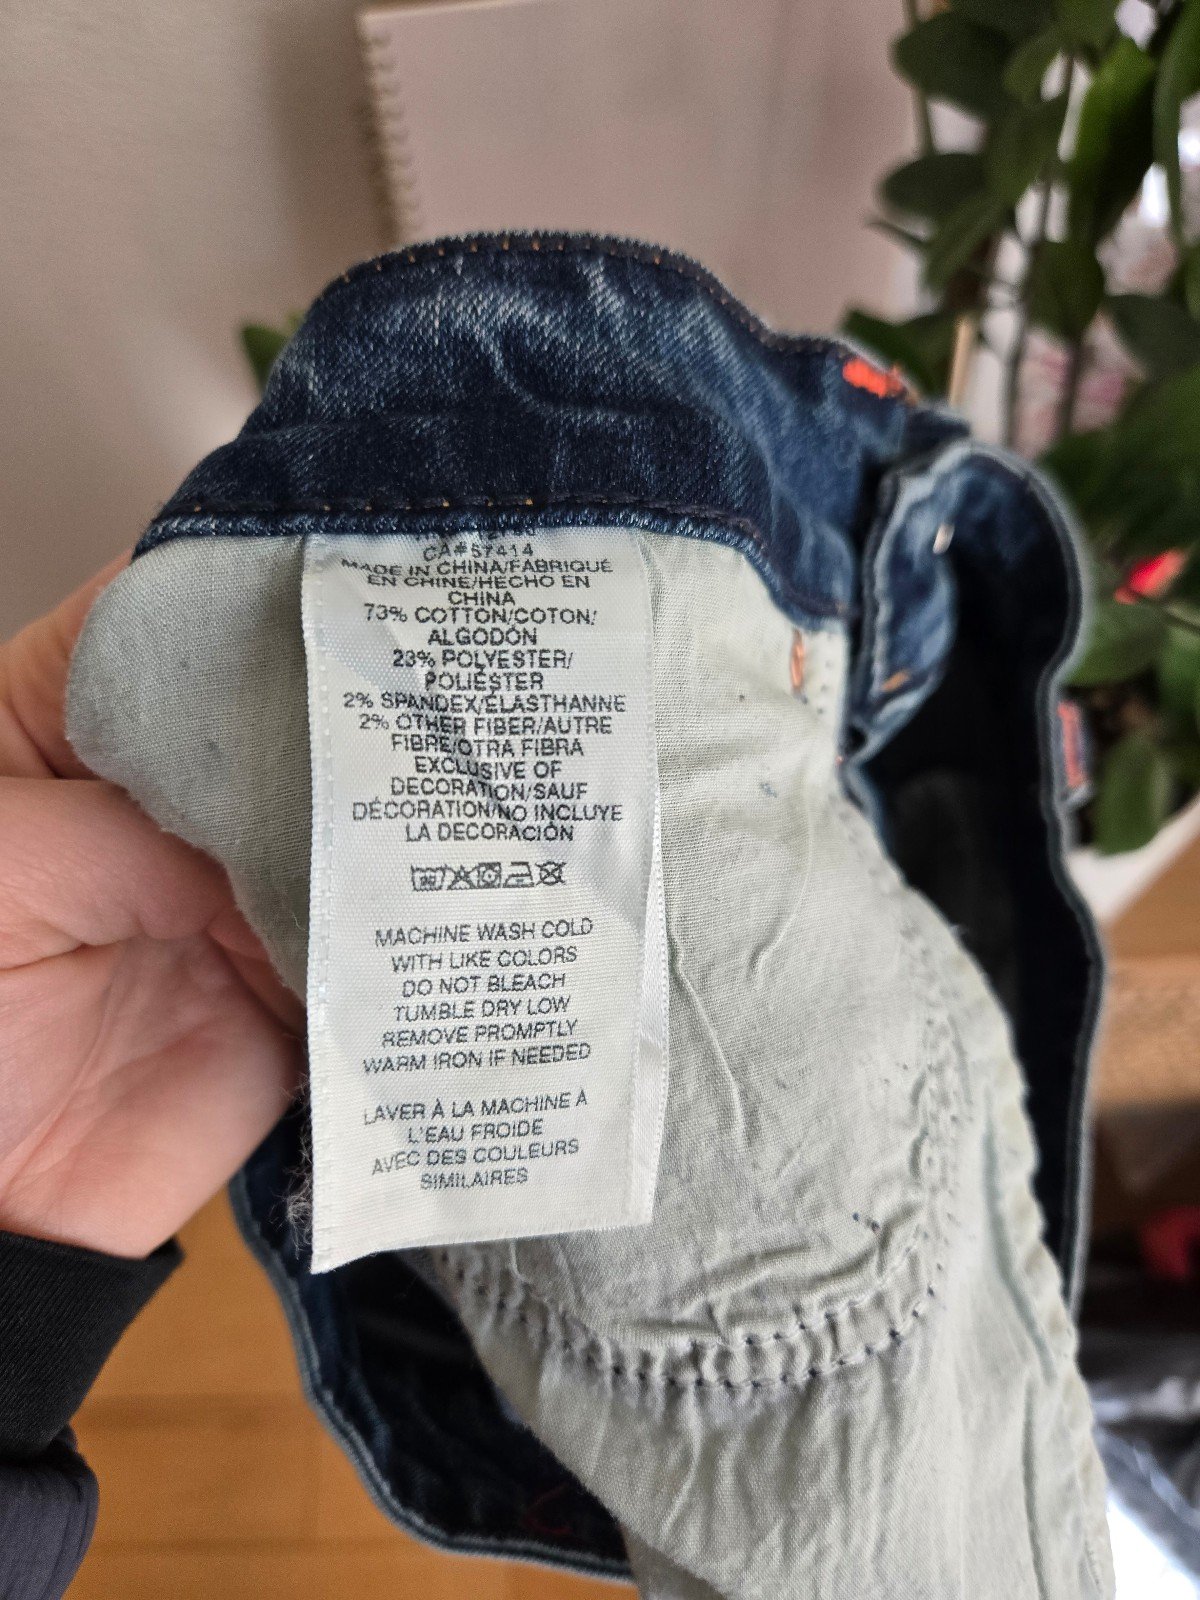 CA#57414
MADE IN CHINA/FABRIQUÉ
EN CHINE/HECHO EN
CHINA
73% COTTON/COTON/
ALGODÓN
23% POLYESTER/
POLIÉSTER
2% SPANDEX/ÉLASTHANNE
2% OTHER FIBER/AUTRE
FIBRE/OTRA FIBRA
EXCLUSIVE OF
DECORATION/SAUF
DÉCORATION/NO INCLUYE
LA DECORACIÓN
MACHINE WASH COLD
WITH LIKE COLORS
DO NOT BLEACH
TUMBLE DRY LOW
REMOVE PROMPTLY
WARM IRON IF NEEDED
LAVER À LA MACHINE À
L'EAU FROIDE
AVEC DES COULEURS
SIMILAIRES